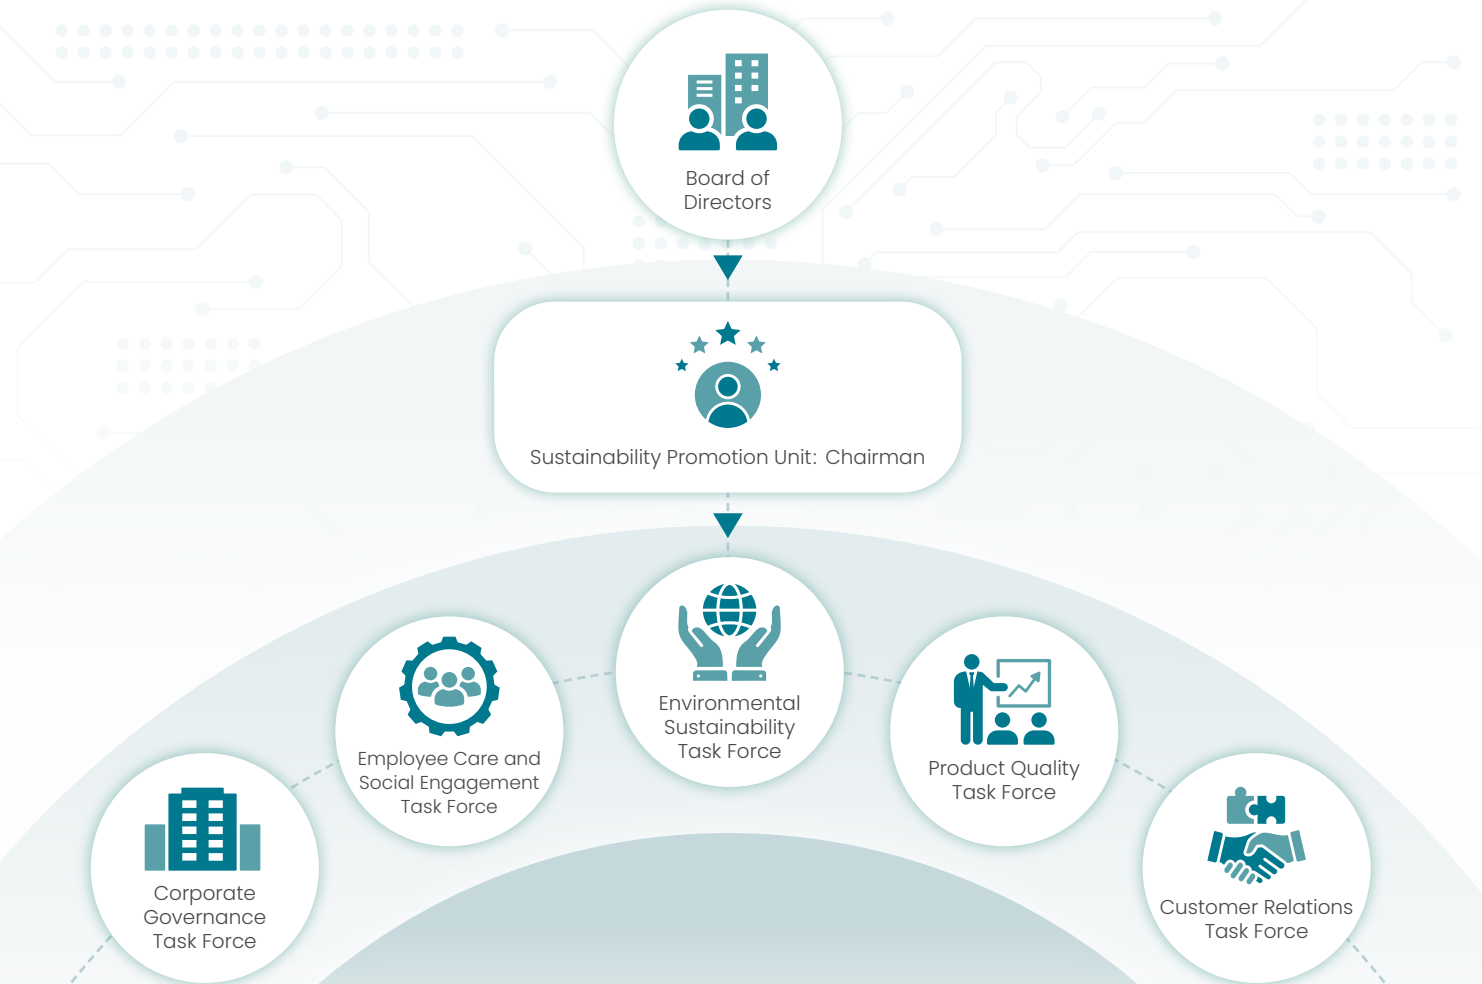 Board of
Directors
Sustainability Promotion Unit: Chairman
Environmental
Sustainability
Task Force
Employee Care and
Social Engagement
Task Force
Product Quality
Task Force
Corporate
Governance
Task Force
Customer Relations
Task Force